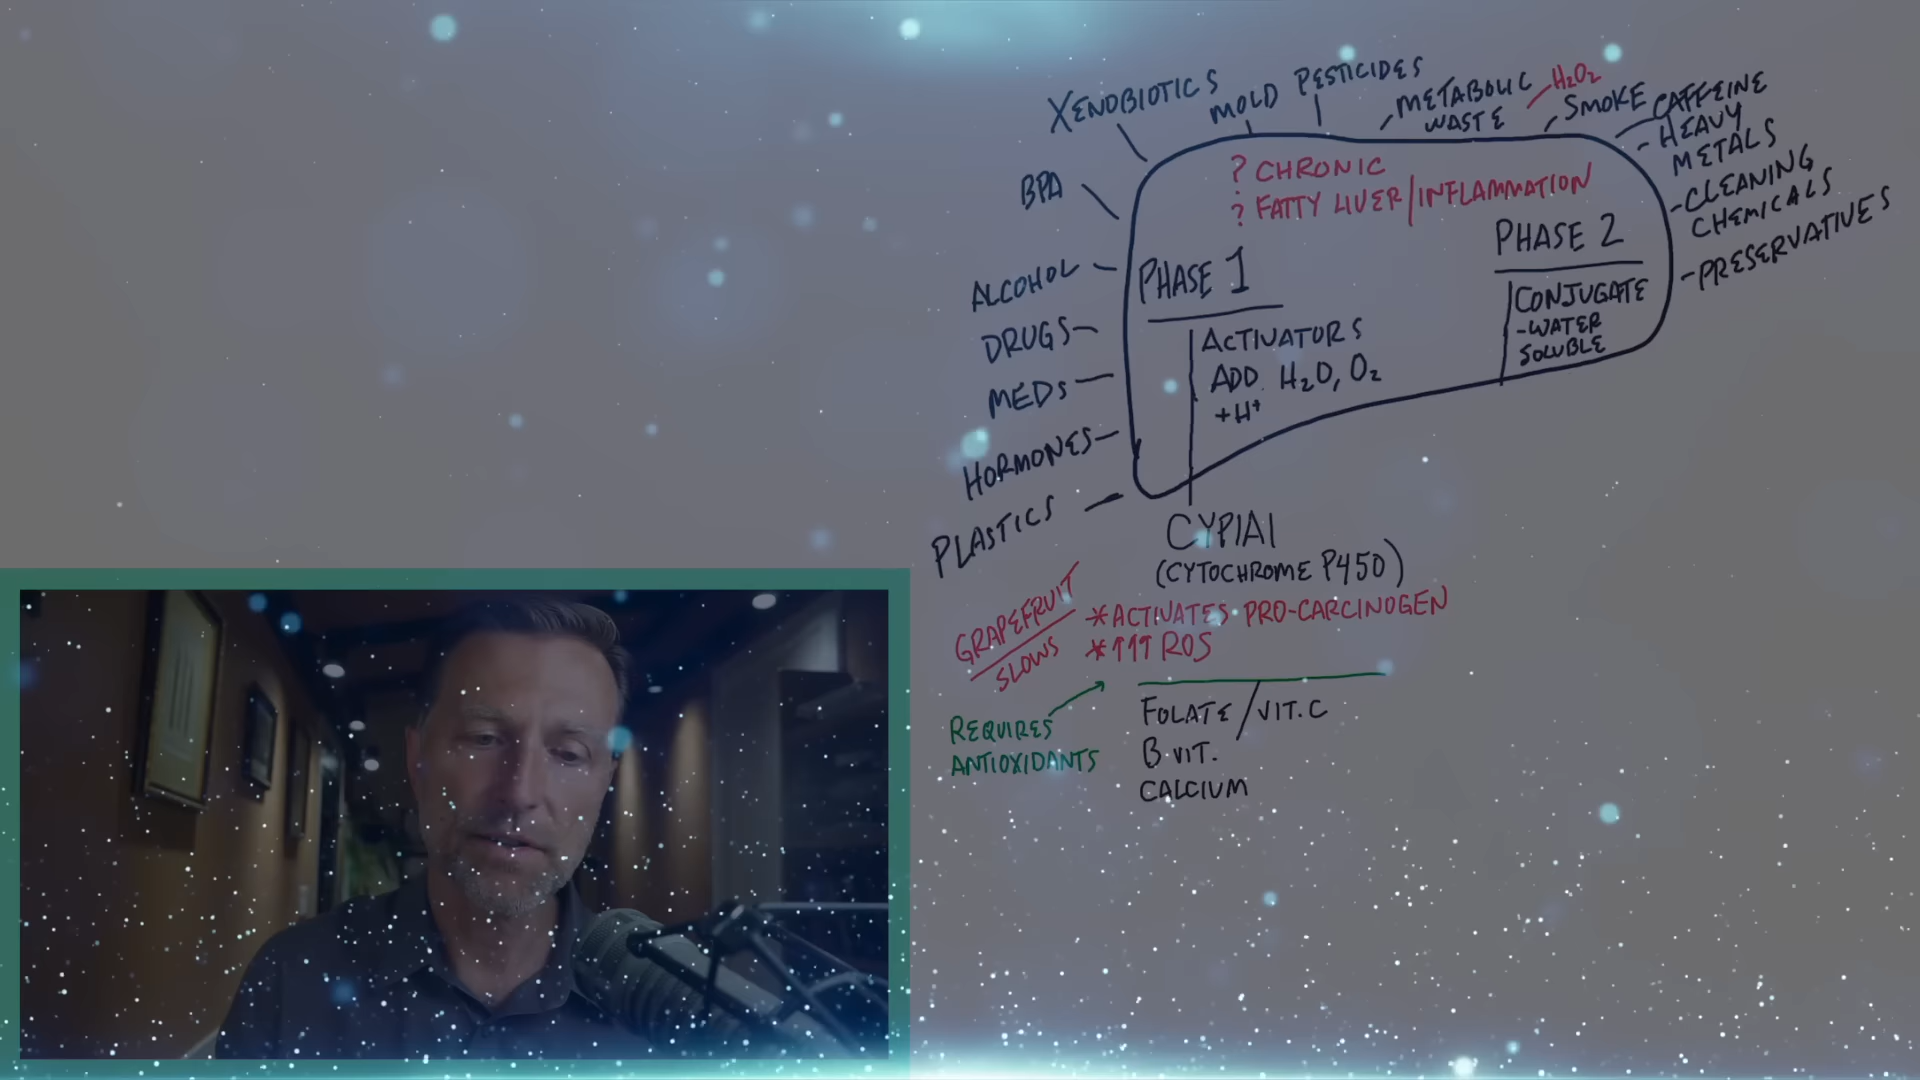 XENOBIOTICS
MOLD
PESTICIDES
METABOLIC
WASTE
H₂O₂
SMOKE
CAFFEINE
HEAVY
METALS
-CLEANING
CHEMICALS
-PRESERVATIVES
BPA
ALCOHOL
DRUGS
MEDS
HORMONES
PLASTICS
? CHRONIC
? FATTY LIVER/INFLAMMATION
PHASE 1
ACTIVATORS
ADD H₂O, O₂
+H⁺
PHASE 2
CONJUGATE
-WATER
SOLUBLE
CYP1A1
(CYTOCHROME P450)
GRAPEFRUIT
SLOWS
*ACTIVATES PRO-CARCINOGEN
*↑↑↑ ROS
REQUIRES
ANTIOXIDANTS
FOLATE/VIT.C
B.VIT.
CALCIUM